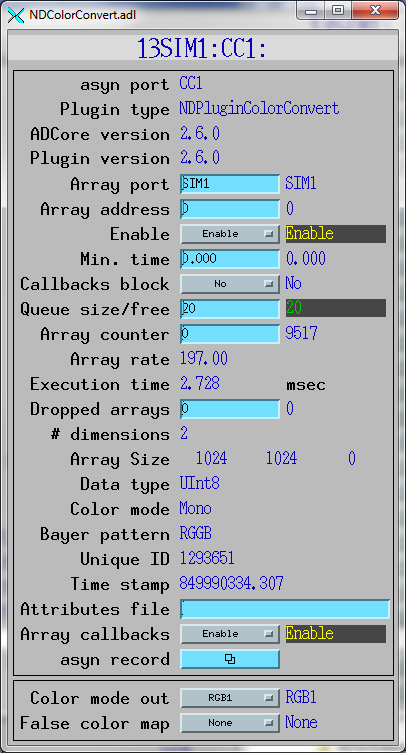 NDColorConvert.adl
13SIM1:CC1:
asyn port CC1
Plugin type NDPluginColorConvert
ADCore version 2.6.0
Plugin version 2.6.0
Array port SIM1 SIM1
Array address 0 0
Enable Enable Enable
Min. time 0.000 0.000
Callbacks block No No
Queue size/free 20 20
Array counter 0 9517
Array rate 197.00
Execution time 2.728 msec
Dropped arrays 0 0
# dimensions 2
Array Size 1024 1024 0
Data type UInt8
Color mode Mono
Bayer pattern RGGB
Unique ID 1293651
Time stamp 849990334.307
Attributes file
Array callbacks Enable Enable
asyn record
Color mode out RGB1 RGB1
False color map None None